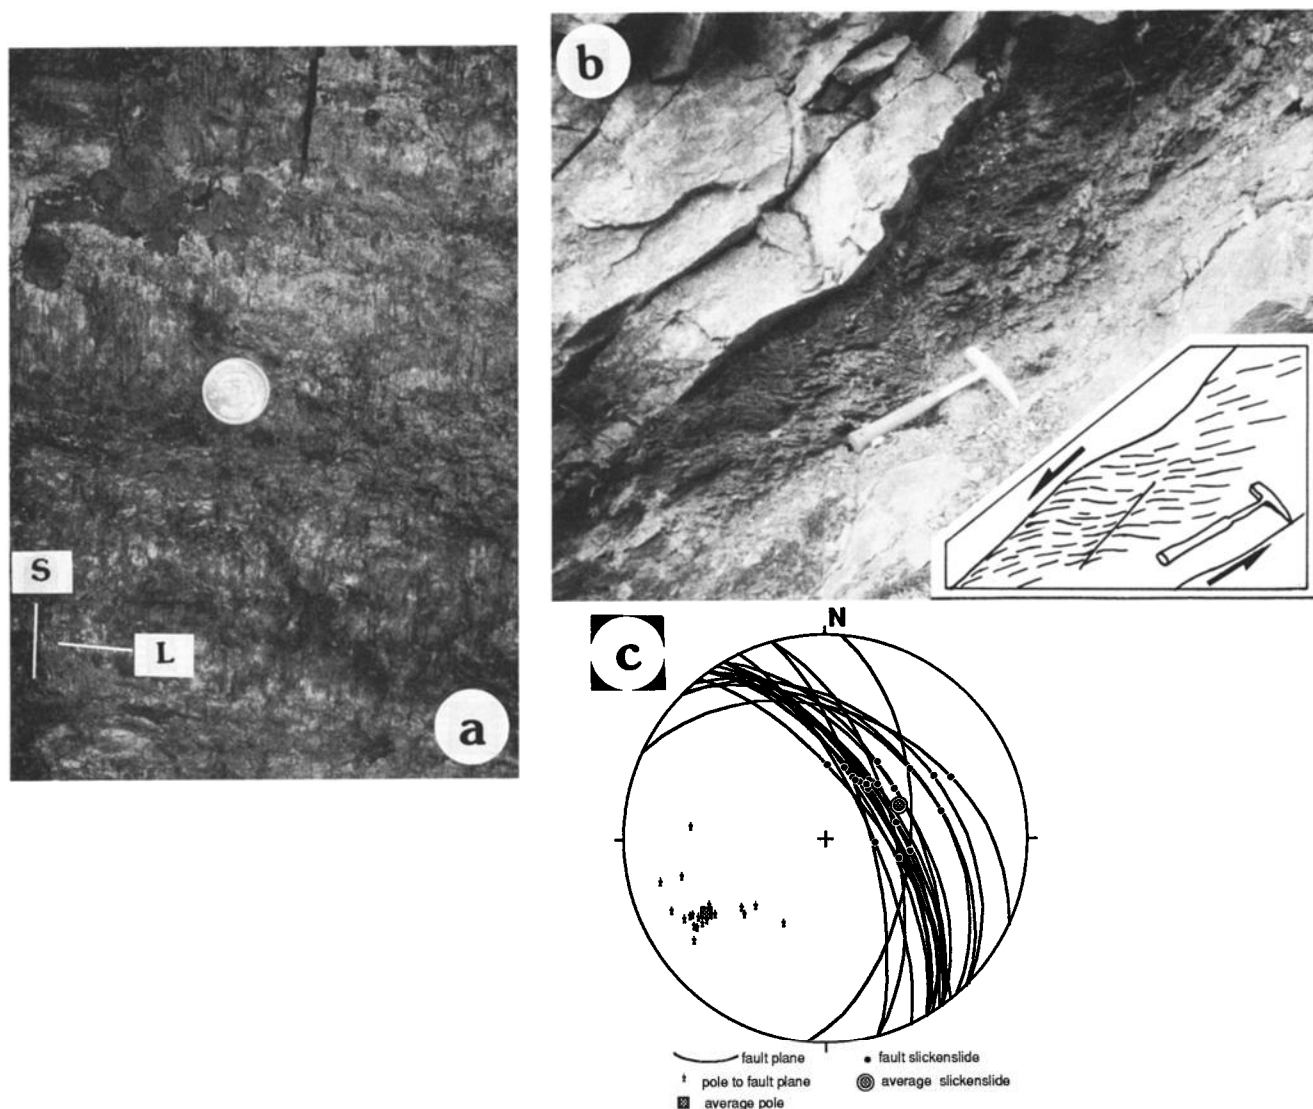 b
S
L
a
c
N
fault plane
fault slickenslide
pole to fault plane
average slickenslide
average pole